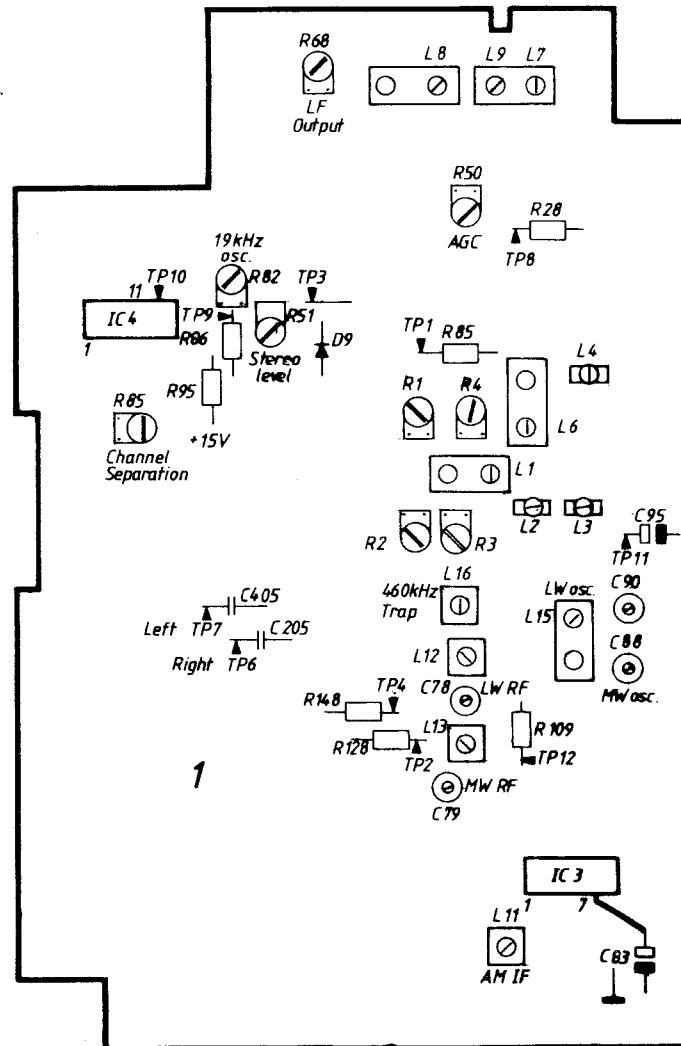 R68
L8
L9
L7
LF
Output
R50
AGC
R28
TP8
19kHz
osc.
R82
TP10
11
TP3
IC4
1
TP9
R86
R51
Stereo
level
D9
TP1
R85
L4
R95
+15V
R85
Channel
Separation
R1
R4
L6
L1
L2
L3
C95
TP11
R2
R3
L16
460kHz
Trap
LW osc.
L15
C90
C88
MW osc.
C405
Left
TP7
C205
Right
TP6
L12
C78
LW RF
R148
TP4
L13
R109
R128
TP2
TP12
MW RF
C79
1
IC 3
1
7
L11
AM IF
C83